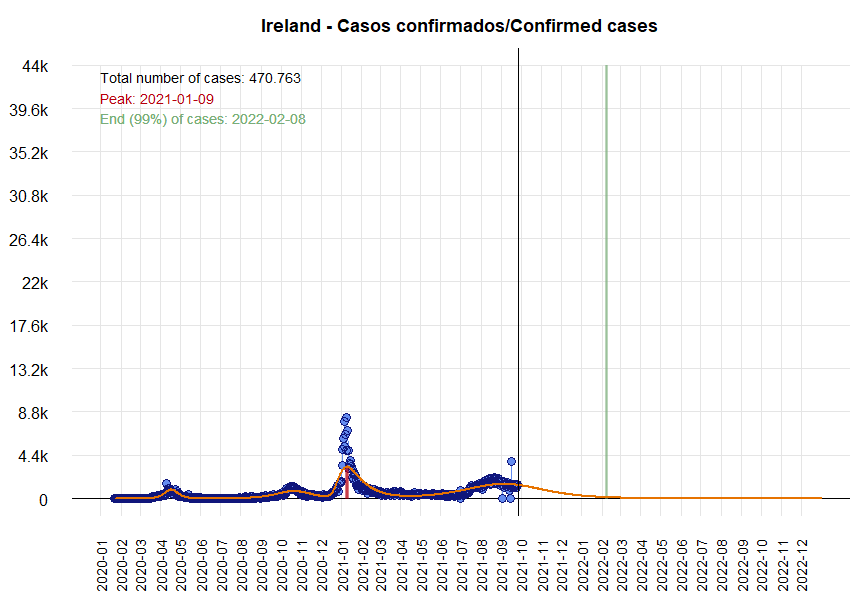 Ireland - Casos confirmados/Confirmed cases
Total number of cases: 470.763
Peak: 2021-01-09
End (99%) of cases: 2022-02-08
44k
39.6k
35.2k
30.8k
26.4k
22k
17.6k
13.2k
8.8k
4.4k
0
2020-01
2020-02
2020-03
2020-04
2020-05
2020-06
2020-07
2020-08
2020-09
2020-10
2020-11
2020-12
2021-01
2021-02
2021-03
2021-04
2021-05
2021-06
2021-07
2021-08
2021-09
2021-10
2021-11
2021-12
2022-01
2022-02
2022-03
2022-04
2022-05
2022-06
2022-07
2022-08
2022-09
2022-10
2022-11
2022-12